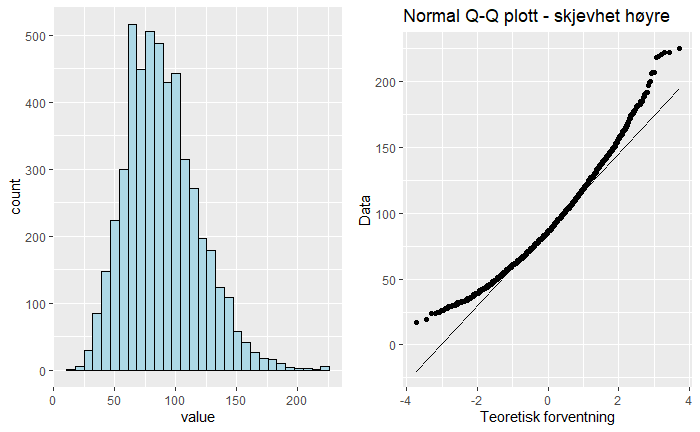 Normal Q-Q plott - skjevhet høyre
500
400
300
200
100
0
count
0 50 100 150 200
value
200
150
100
50
0
Data
-4 -2 0 2 4
Teoretisk forventning